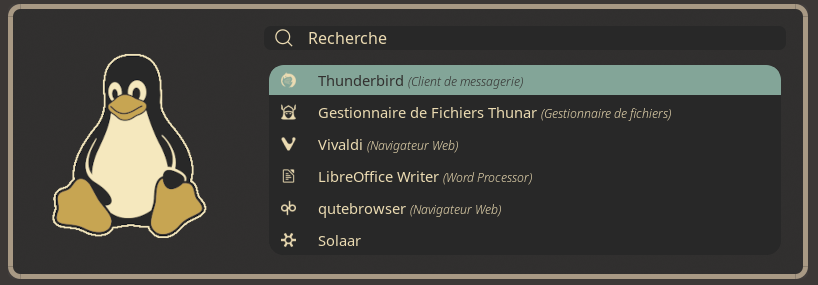 Recherche
Thunderbird (Client de messagerie)
Gestionnaire de Fichiers Thunar (Gestionnaire de fichiers)
Vivaldi (Navigateur Web)
LibreOffice Writer (Word Processor)
qutebrowser (Navigateur Web)
Solaar